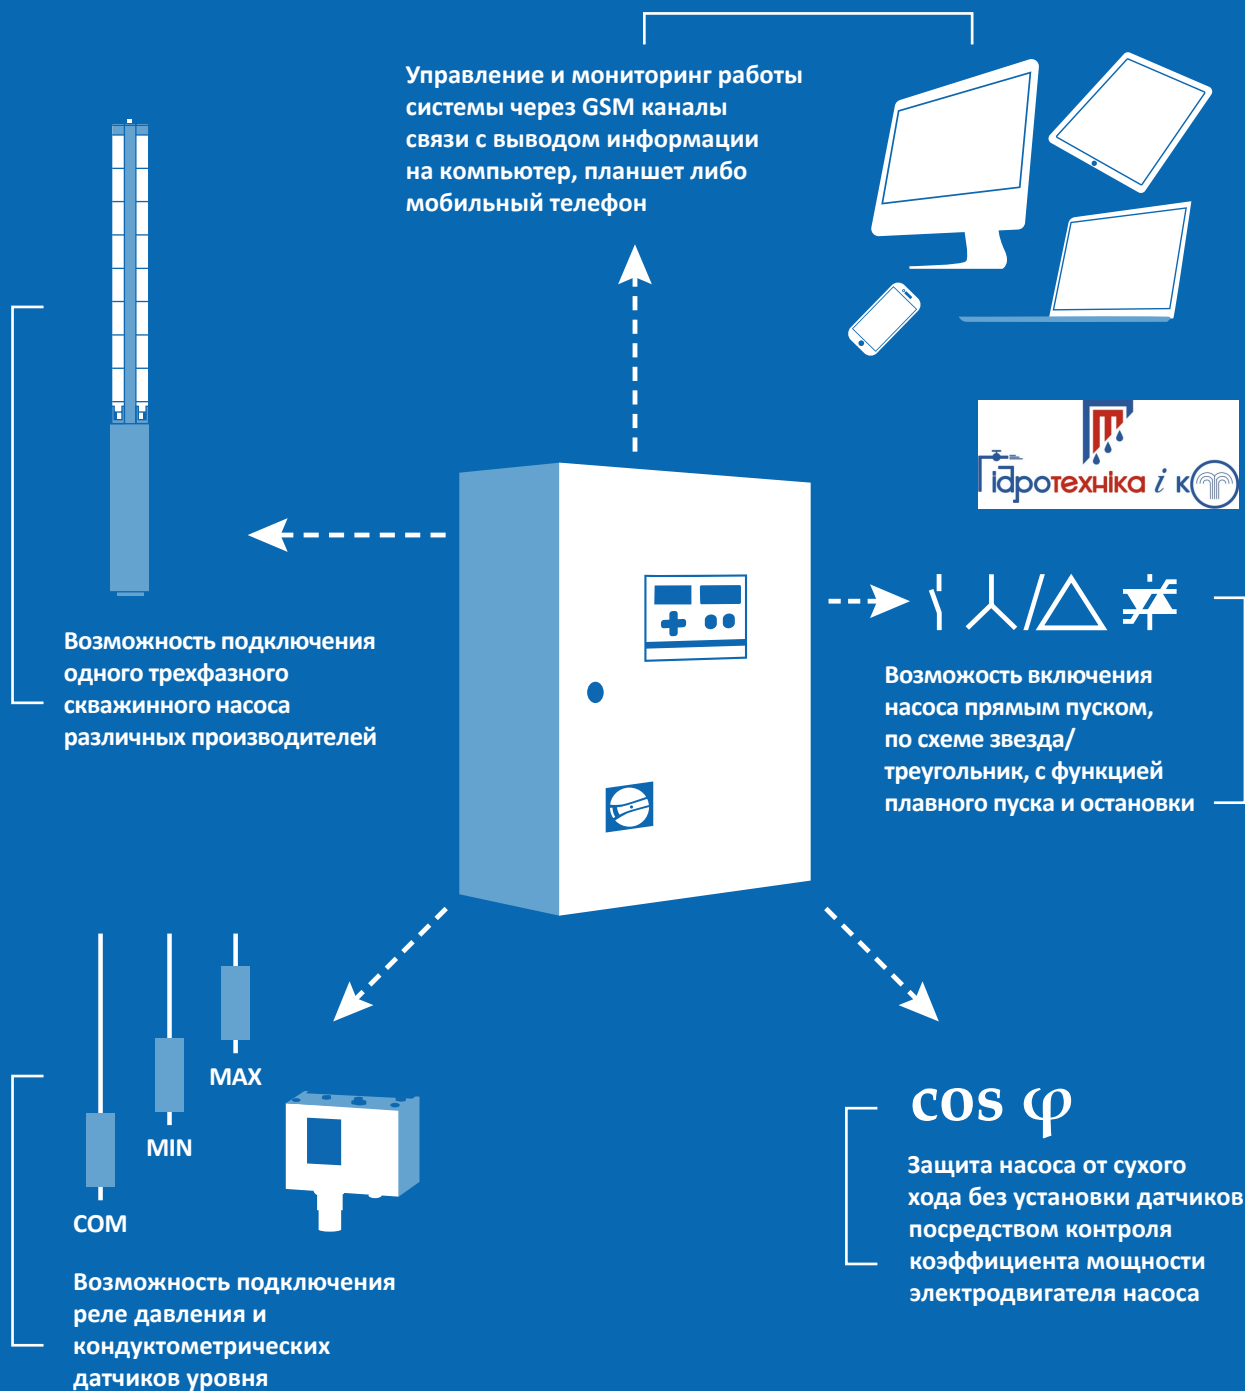 Управление и мониторинг работы
системы через GSM каналы
связи с выводом информации
на компьютер, планшет либо
мобильный телефон
Гідротехніка і к
Возможность подключения
одного трехфазного
скважинного насоса
различных производителей
Возможость включения
насоса прямым пуском,
по схеме звезда/
треугольник, с функцией
плавного пуска и остановки
MAX
MIN
COM
Возможность подключения
реле давления и
кондуктометрических
датчиков уровня
cos φ
Защита насоса от сухого
хода без установки датчиков
посредством контроля
коэффициента мощности
электродвигателя насоса